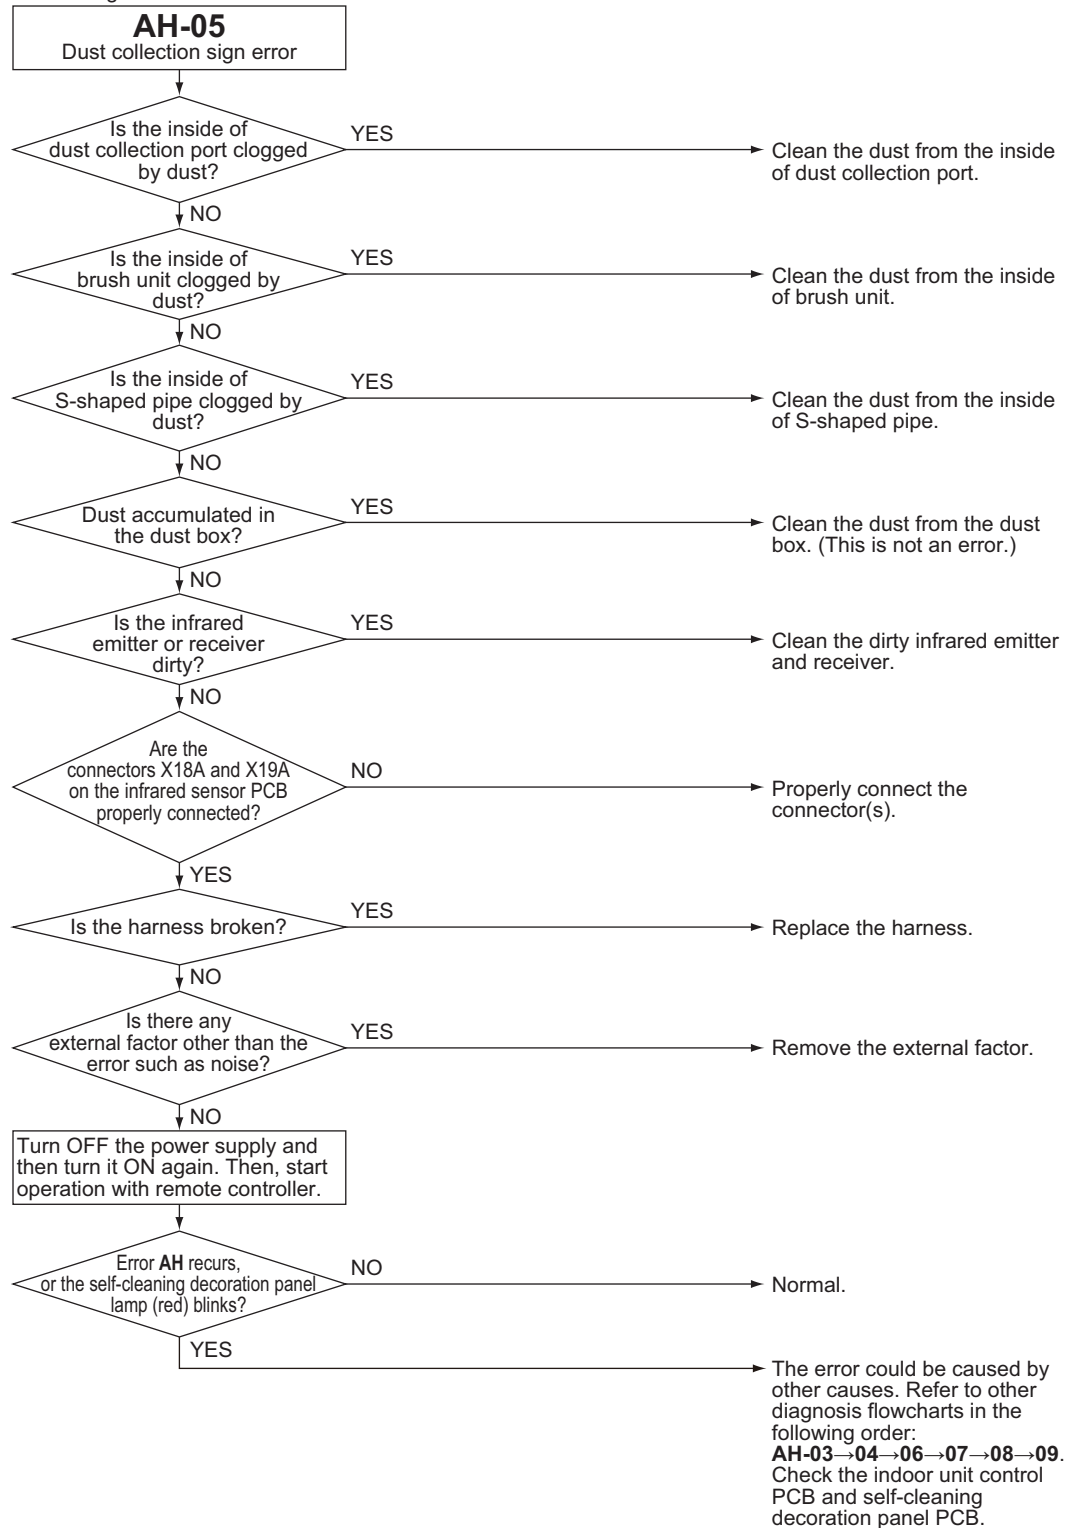 AH-05
Dust collection sign error
Is the inside of
dust collection port clogged
by dust?
YES
Clean the dust from the inside
of dust collection port.
NO
Is the inside of
brush unit clogged by
dust?
YES
Clean the dust from the inside
of brush unit.
NO
Is the inside of
S-shaped pipe clogged by
dust?
YES
Clean the dust from the inside
of S-shaped pipe.
NO
Dust accumulated in
the dust box?
YES
Clean the dust from the dust
box. (This is not an error.)
NO
Is the infrared
emitter or receiver
dirty?
YES
Clean the dirty infrared emitter
and receiver.
NO
Are the
connectors X18A and X19A
on the infrared sensor PCB
properly connected?
NO
Properly connect the
connector(s).
YES
Is the harness broken?
YES
Replace the harness.
NO
Is there any
external factor other than the
error such as noise?
YES
Remove the external factor.
NO
Turn OFF the power supply and
then turn it ON again. Then, start
operation with remote controller.
Error AH recurs,
or the self-cleaning decoration panel
lamp (red) blinks?
NO
Normal.
YES
The error could be caused by
other causes. Refer to other
diagnosis flowcharts in the
following order:
AH-03→04→06→07→08→09.
Check the indoor unit control
PCB and self-cleaning
decoration panel PCB.